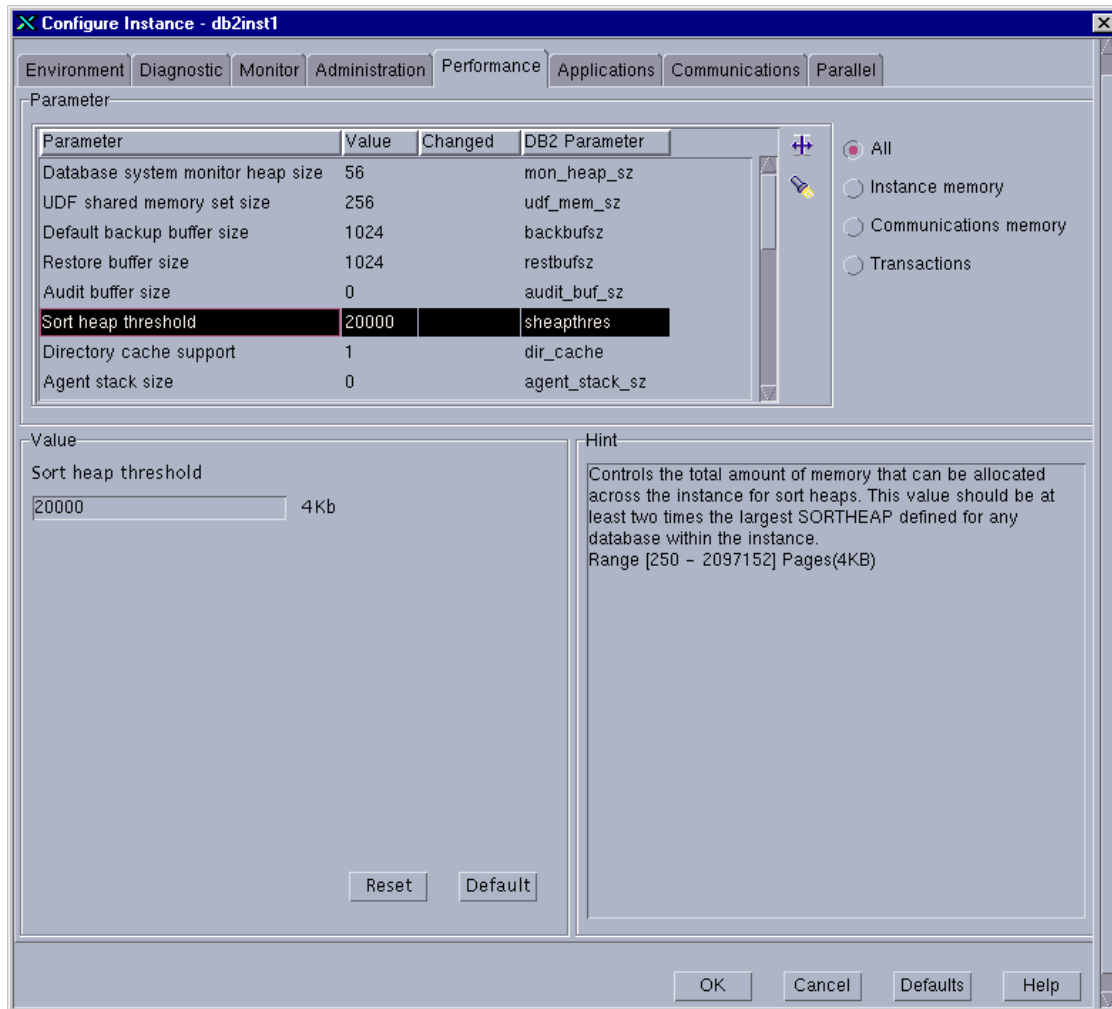 Configure Instance - db2inst1
Environment Diagnostic Monitor Administration Performance Applications Communications Parallel
Parameter
Parameter Value Changed DB2 Parameter
Database system monitor heap size 56 mon_heap_sz
UDF shared memory set size 256 udf_mem_sz
Default backup buffer size 1024 backbufsz
Restore buffer size 1024 restbufsz
Audit buffer size 0 audit_buf_sz
Sort heap threshold 20000 sheapthres
Directory cache support 1 dir_cache
Agent stack size 0 agent_stack_sz
All
Instance memory
Communications memory
Transactions
Value
Sort heap threshold
20000 4Kb
Reset Default
Hint
Controls the total amount of memory that can be allocated
across the instance for sort heaps. This value should be at
least two times the largest SORTHEAP defined for any
database within the instance.
Range [250 - 2097152] Pages(4KB)
OK Cancel Defaults Help